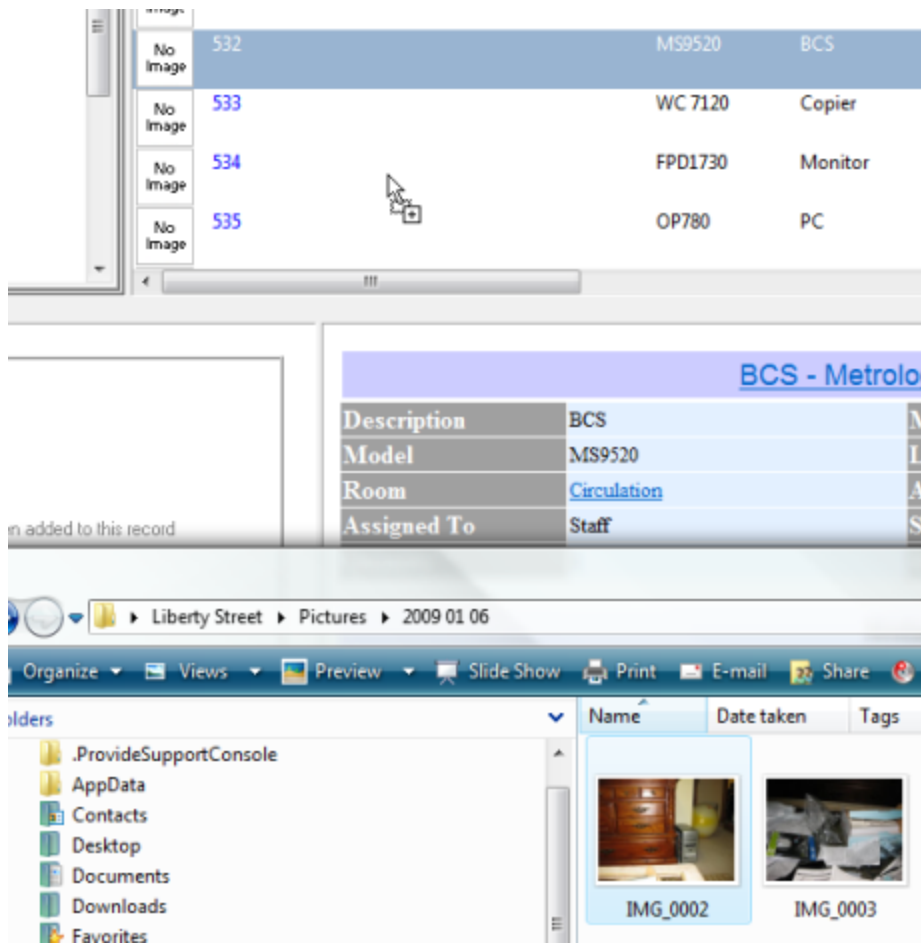 No Image 532 MS9520 BCS
No Image 533 WC 7120 Copier
No Image 534 FPD1730 Monitor
No Image 535 OP780 PC
BCS - Metrolo
Description BCS
Model MS9520 L
Room Circulation A
Assigned To Staff S
n added to this record
Liberty Street Pictures 2009 01 06
Organize Views Preview Slide Show Print E-mail Share
olders Name Date taken Tags
.ProvideSupportConsole
AppData
Contacts
Desktop
Documents
Downloads
Favorites
IMG_0002 IMG_0003